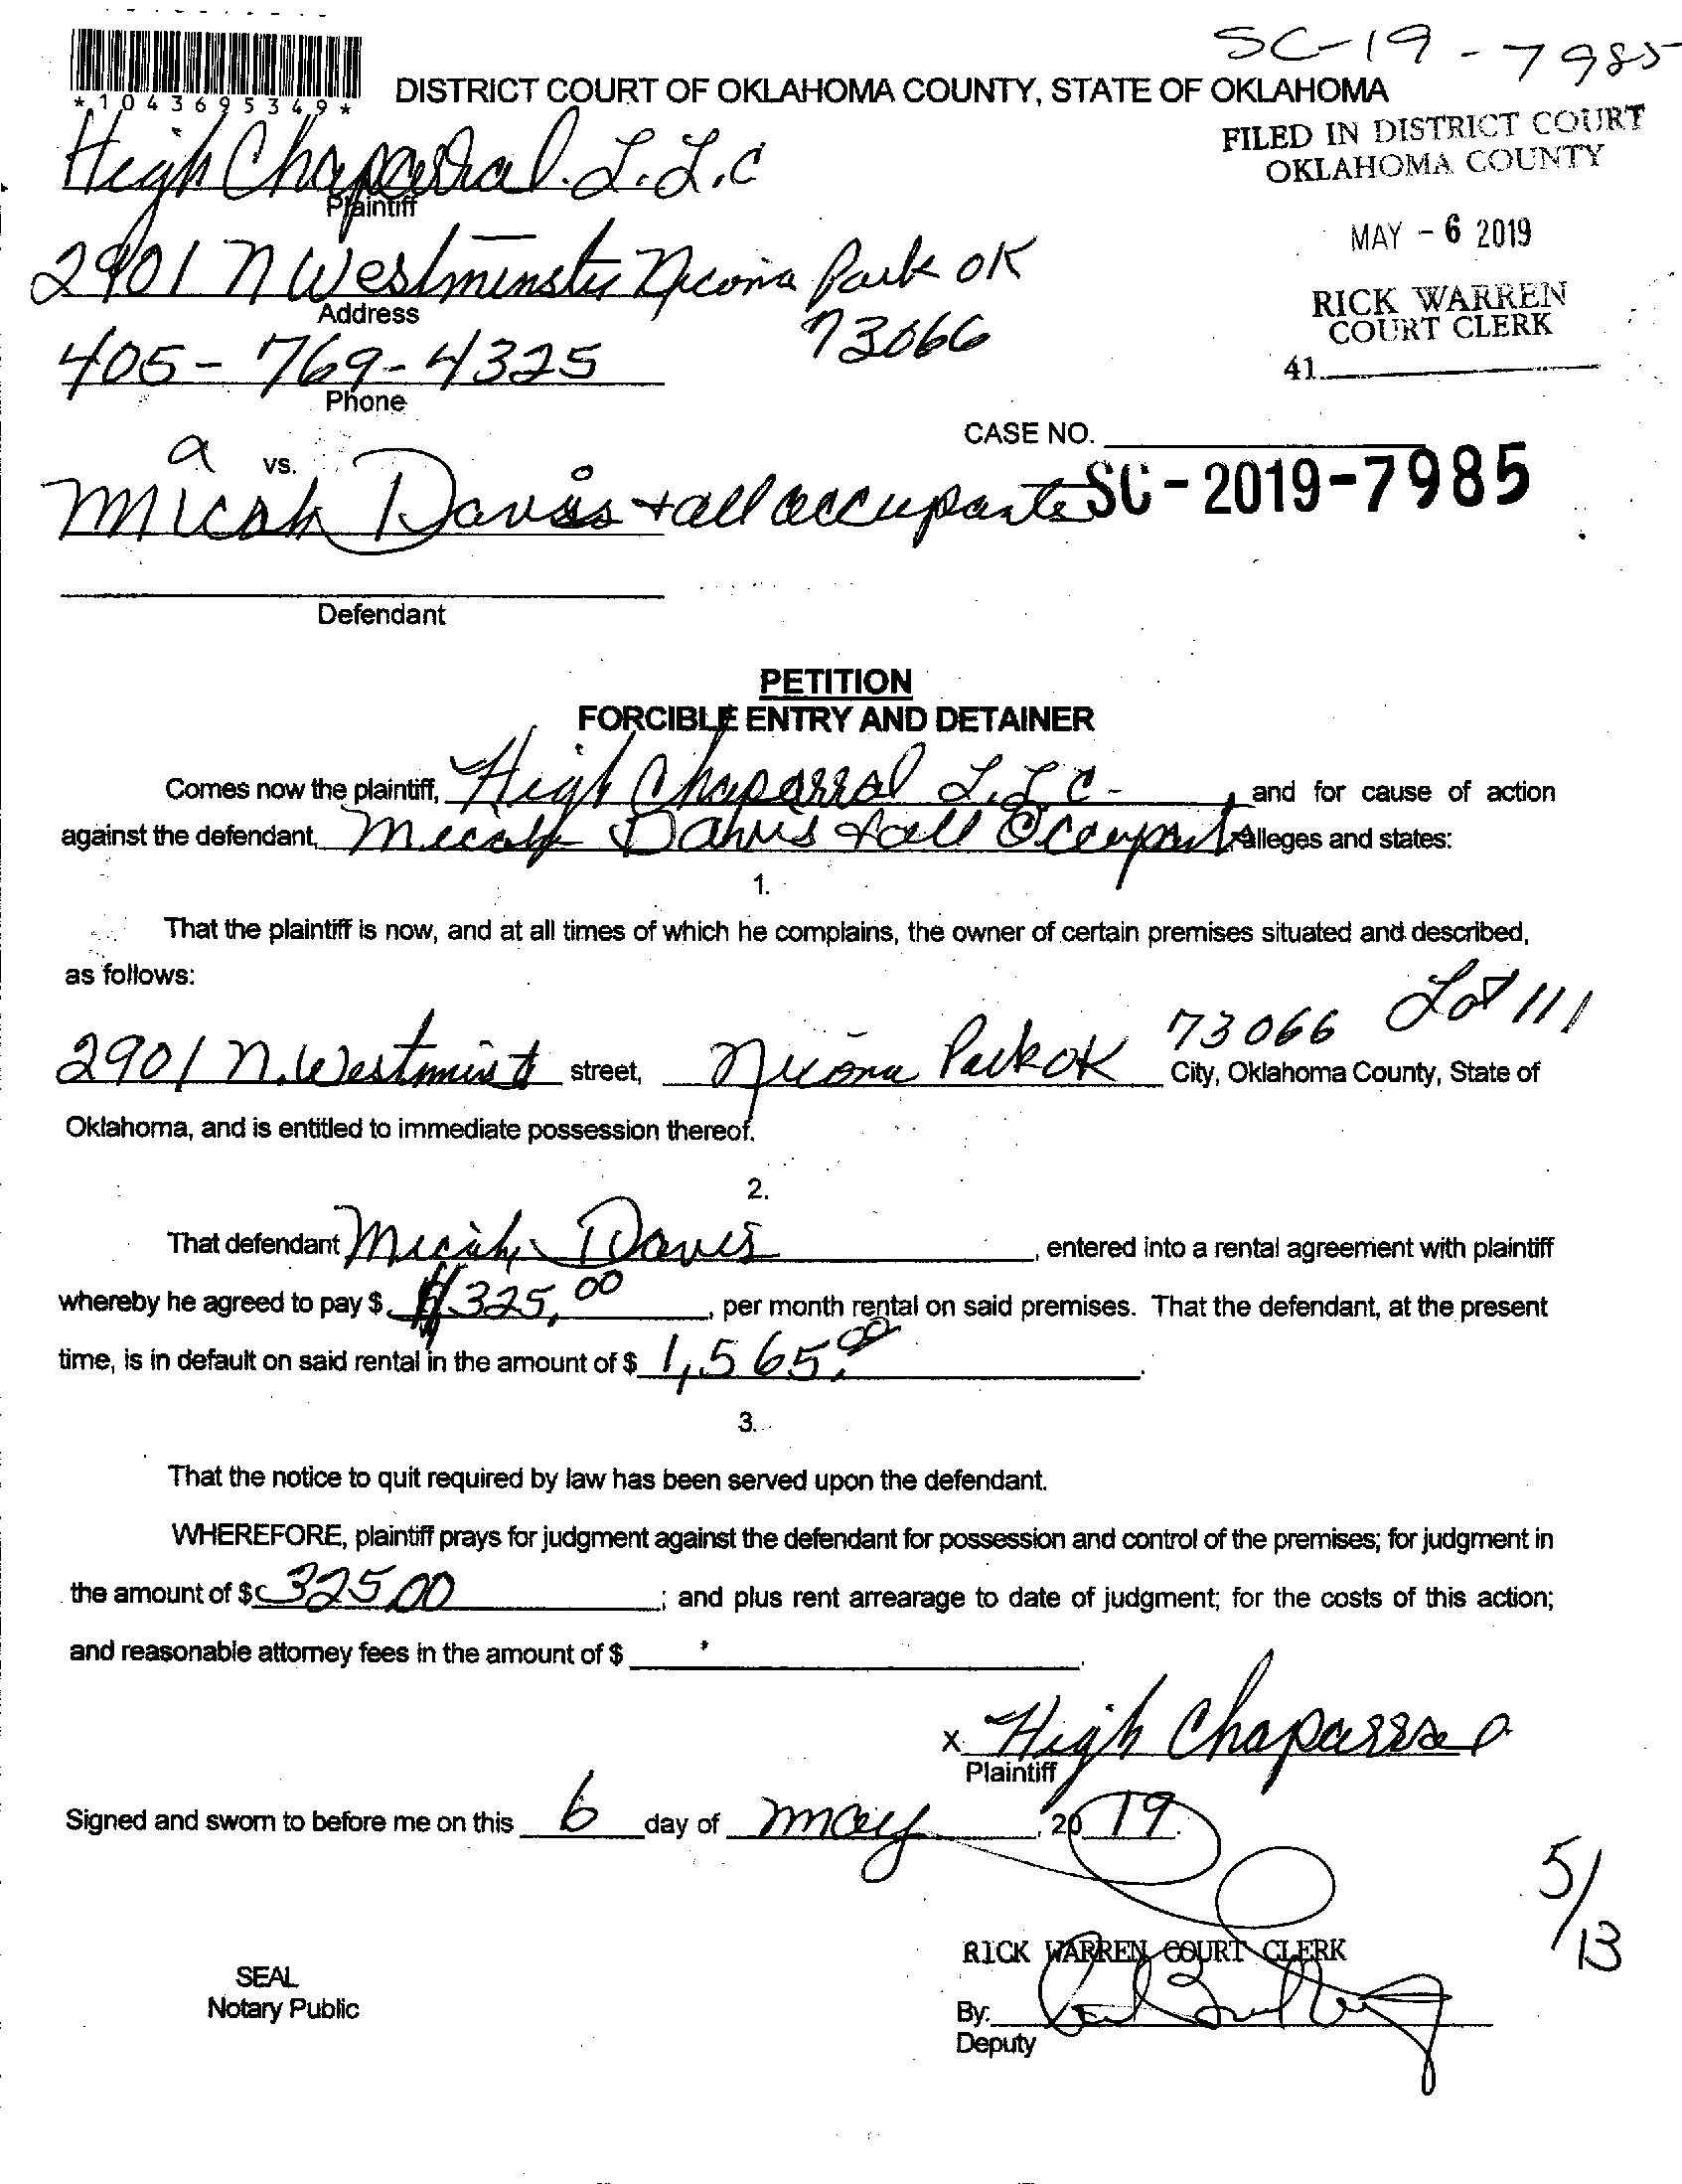 SC-19-7985
*1043695349*
DISTRICT COURT OF OKLAHOMA COUNTY, STATE OF OKLAHOMA
FILED IN DISTRICT COURT
OKLAHOMA COUNTY
High Chaparral L.L.C
Plaintiff
MAY - 6 2019
2901 N Westminster Nicoma Park OK
73066
Address
RICK WARREN
COURT CLERK
41
405-769-4325
Phone
CASE NO.
vs.
Micah Davis + all occupants SC-2019-7985
Defendant
PETITION
FORCIBLE ENTRY AND DETAINER
Comes now the plaintiff, High Chaparral L.L.C- and for cause of action
against the defendant, Micah Davis + all Occupant alleges and states:
1.
That the plaintiff is now, and at all times of which he complains, the owner of certain premises situated and described,
as follows:
Lot 111
2901 N. Westminst street, Nicoma Park OK 73066 City, Oklahoma County, State of
Oklahoma, and is entitled to immediate possession thereof.
2.
That defendant Micah Davis, entered into a rental agreement with plaintiff
whereby he agreed to pay $ 325.00, per month rental on said premises. That the defendant, at the present
time, is in default on said rental in the amount of $ 1,565.00.
3.
That the notice to quit required by law has been served upon the defendant.
WHEREFORE, plaintiff prays for judgment against the defendant for possession and control of the premises; for judgment in
the amount of $ 325.00; and plus rent arrearage to date of judgment; for the costs of this action;
and reasonable attorney fees in the amount of $
x High Chaparral
Plaintiff
Signed and sworn to before me on this 6 day of May, 2019.
5/13
RICK WARREN COURT CLERK
SEAL
Notary Public
By:
Deputy